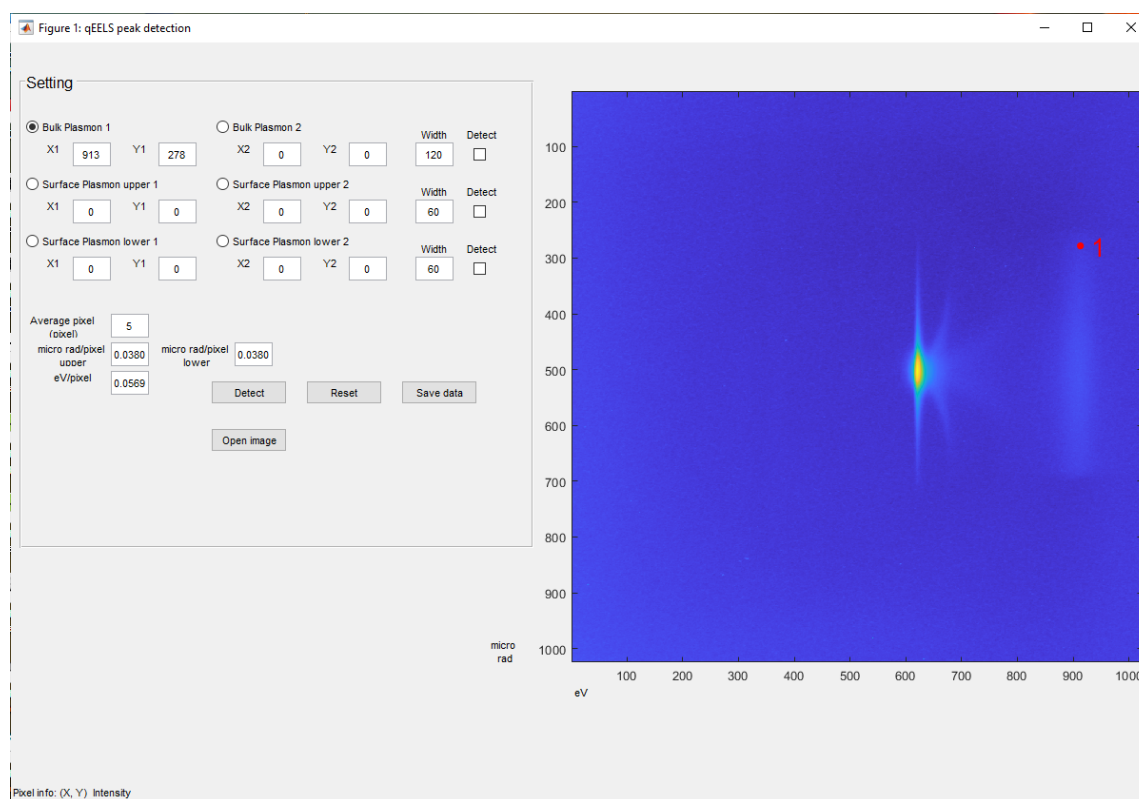 Figure 1: qEELS peak detection
Setting
Bulk Plasmon 1
Bulk Plasmon 2
Width
Detect
X1
913
Y1
278
X2
0
Y2
0
120
Surface Plasmon upper 1
Surface Plasmon upper 2
Width
Detect
X1
0
Y1
0
X2
0
Y2
0
60
Surface Plasmon lower 1
Surface Plasmon lower 2
Width
Detect
X1
0
Y1
0
X2
0
Y2
0
60
Average pixel
(pixel)
5
micro rad/pixel
upper
0.0380
micro rad/pixel
lower
0.0380
eV/pixel
0.0569
Detect
Reset
Save data
Open image
100
200
300
400
500
600
700
800
900
1000
1
micro
rad
100
200
300
400
500
600
700
800
900
1000
eV
Pixel info: (X, Y) Intensity